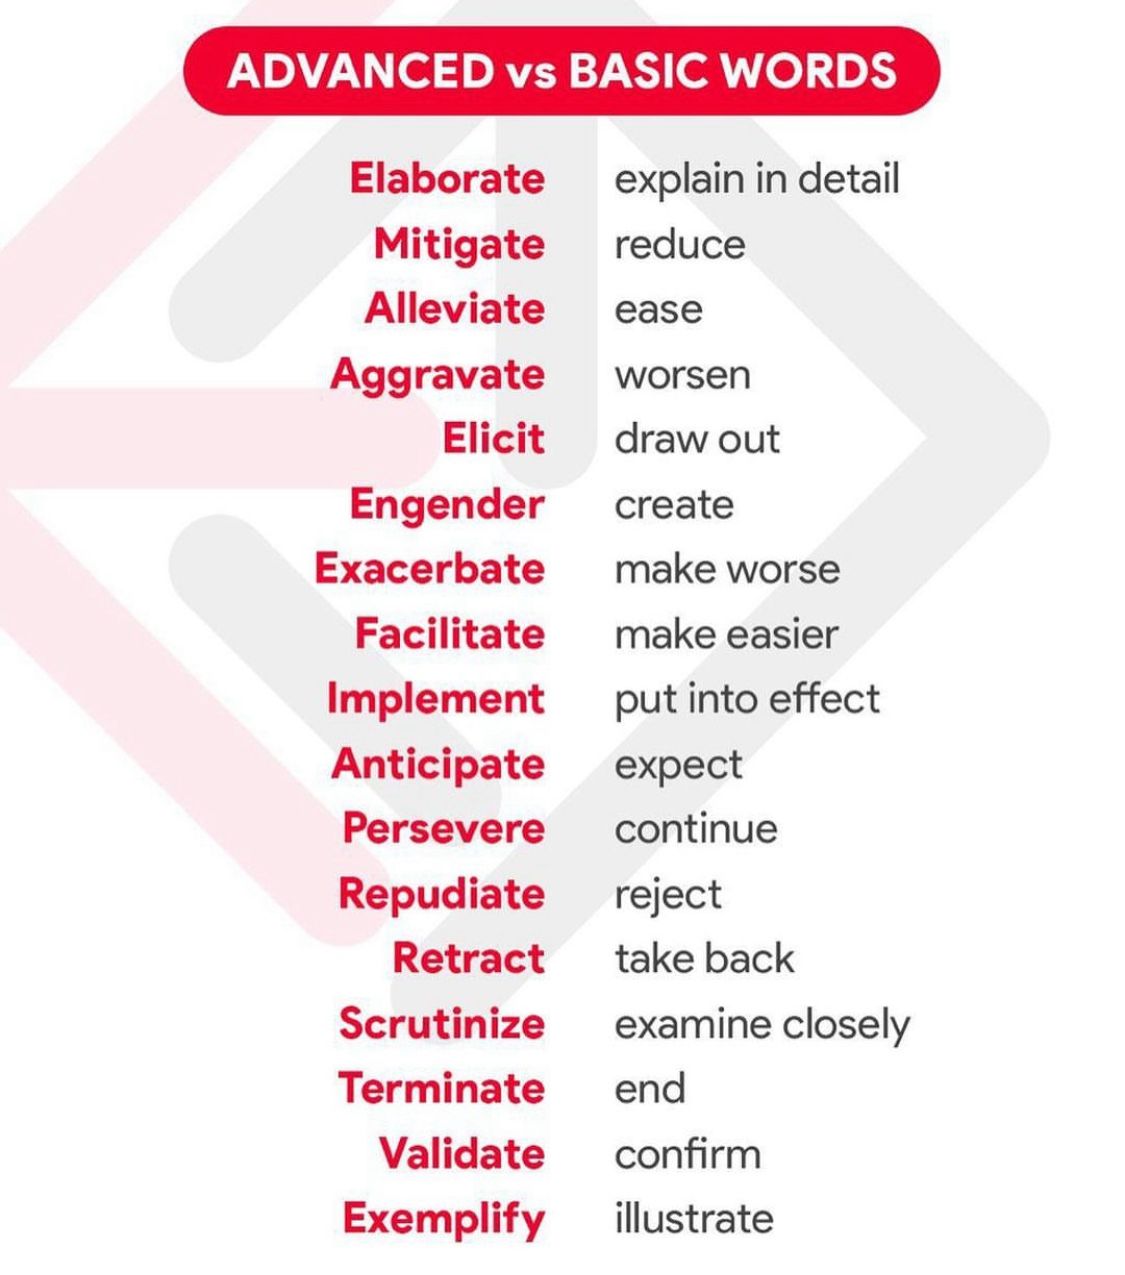 ADVANCED vs BASIC WORDS
Elaborate explain in detail
Mitigate reduce
Alleviate ease
Aggravate worsen
Elicit draw out
Engender create
Exacerbate make worse
Facilitate make easier
Implement put into effect
Anticipate expect
Persevere continue
Repudiate reject
Retract take back
Scrutinize examine closely
Terminate end
Validate confirm
Exemplify illustrate